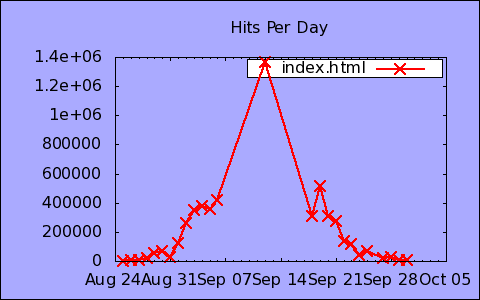 Hits Per Day
1.4e+06
index.html
1.2e+06
1e+06
800000
600000
400000
200000
0
Aug 24 Aug 31 Sep 07 Sep 14 Sep 21 Sep 28 Oct 05